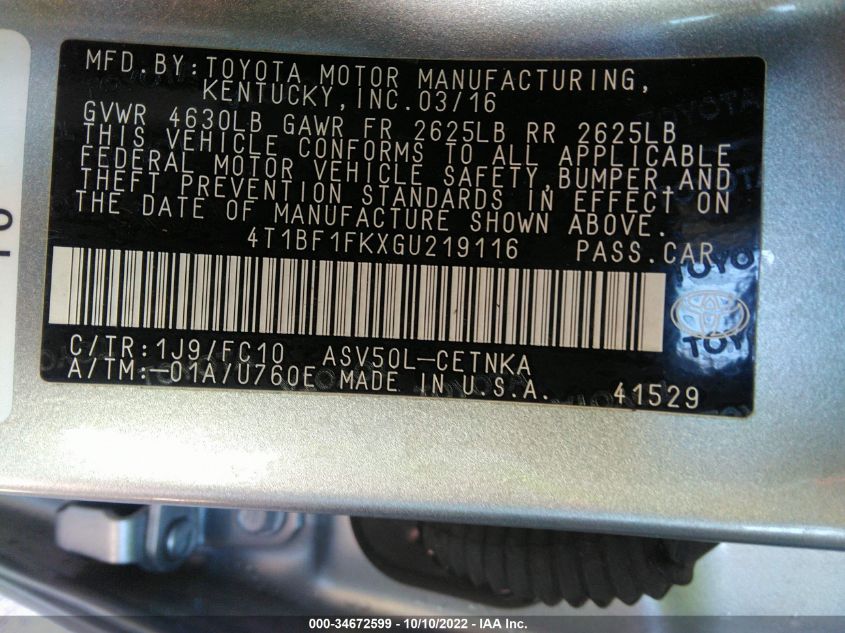 MFD.BY:TOYOTA MOTOR MANUFACTURING,
KENTUCKY,INC.03/16
GVWR 4630LB GAWR FR 2625LB RR 2625LB
THIS VEHICLE CONFORMS TO ALL APPLICABLE
FEDERAL MOTOR VEHICLE SAFETY,BUMPER,AND
THEFT PREVENTION STANDARDS IN EFFECT ON
THE DATE OF MANUFACTURE SHOWN ABOVE.
4T1BF1FKXGU219116 PASS.CAR
C/TR:1J9/FC10 ASV50L-CETNKA
A/TM:-01A/U760E MADE IN U.S.A. 41529
000-34672599 - 10/10/2022 - IAA Inc.